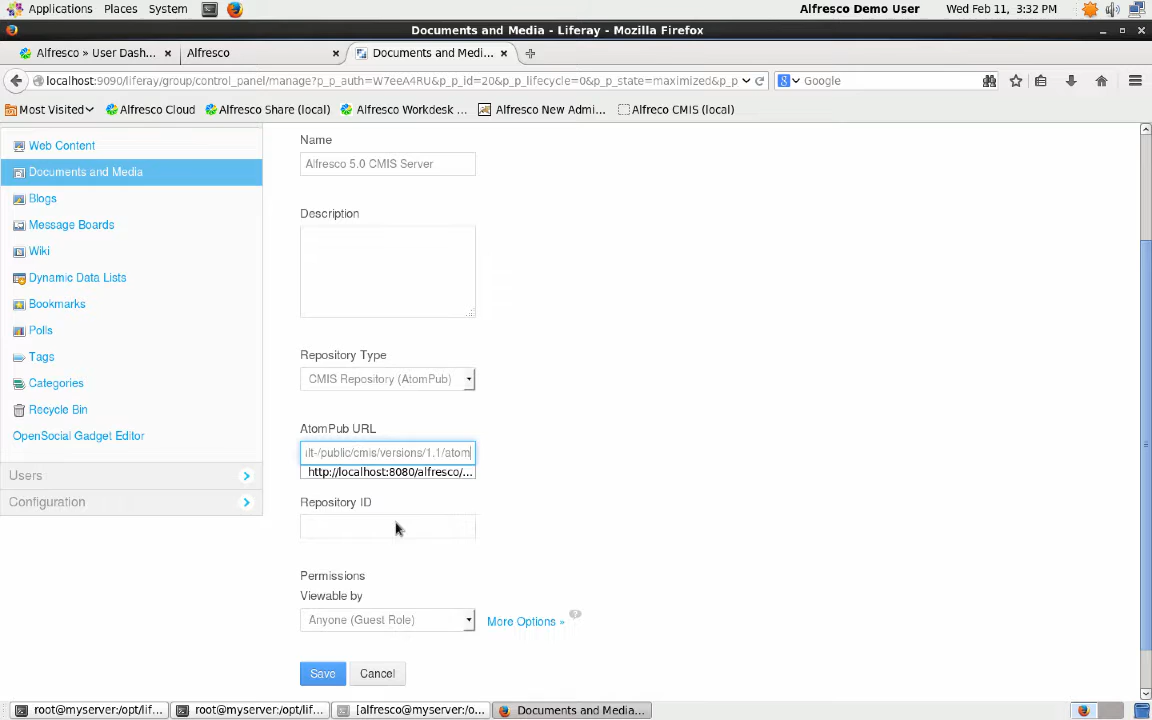 Applications Places System Alfresco Demo User Wed Feb 11, 3:32 PM
Documents and Medi... - Liferay - Mozilla Firefox
Alfresco » User Dash... × Alfresco × Documents and Medi... ×
localhost:9090/liferay/group/control_panel/manage?p_p_auth=W7eeA4RU&p_p_id=20&p_p_lifecycle=0&p_p_state=maximized&p_p Google
Most Visited Alfresco Cloud Alfresco Share (local) Alfresco Workdesk ... Alfresco New Admi... Alfresco CMIS (local)
Web Content
Documents and Media
Blogs
Message Boards
Wiki
Dynamic Data Lists
Bookmarks
Polls
Tags
Categories
Recycle Bin
OpenSocial Gadget Editor
Users
Configuration
Name
Alfresco 5.0 CMIS Server
Description
Repository Type
CMIS Repository (AtomPub)
AtomPub URL
lt-/public/cmis/versions/1.1/atom
http://localhost:8080/alfresco/...
Repository ID
Permissions
Viewable by
Anyone (Guest Role) More Options » ?
Save Cancel
root@myserver:/opt/lif... root@myserver:/opt/lif... [alfresco@myserver:/o... Documents and Medi...